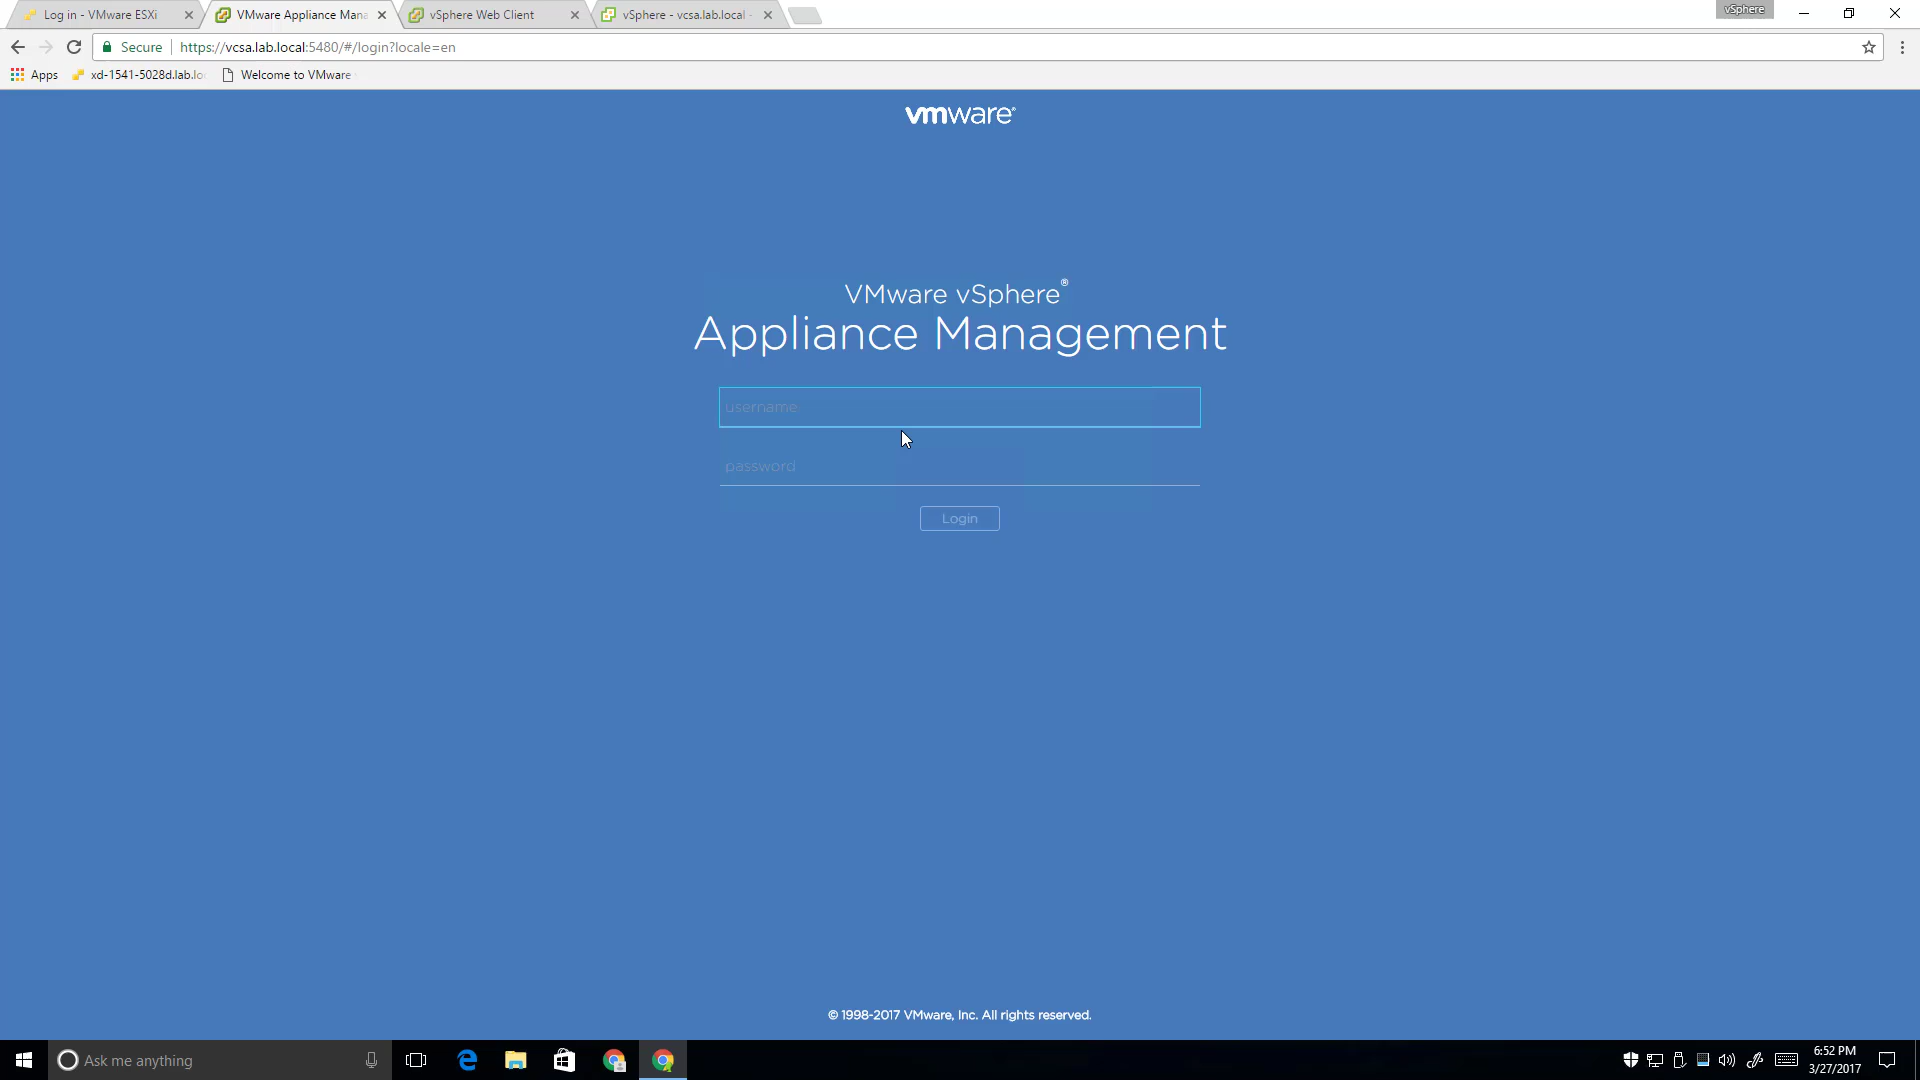 Log in - VMware ESXi
VMware Appliance Mana
vSphere Web Client
vSphere - vcsa.lab.local -
vSphere
Secure
https://vcsa.lab.local:5480/#/login?locale=en
Apps
xd-1541-5028d.lab.lo
Welcome to VMware
vmware®
VMware vSphere®
Appliance Management
username
password
Login
© 1998-2017 VMware, Inc. All rights reserved.
Ask me anything
6:52 PM
3/27/2017